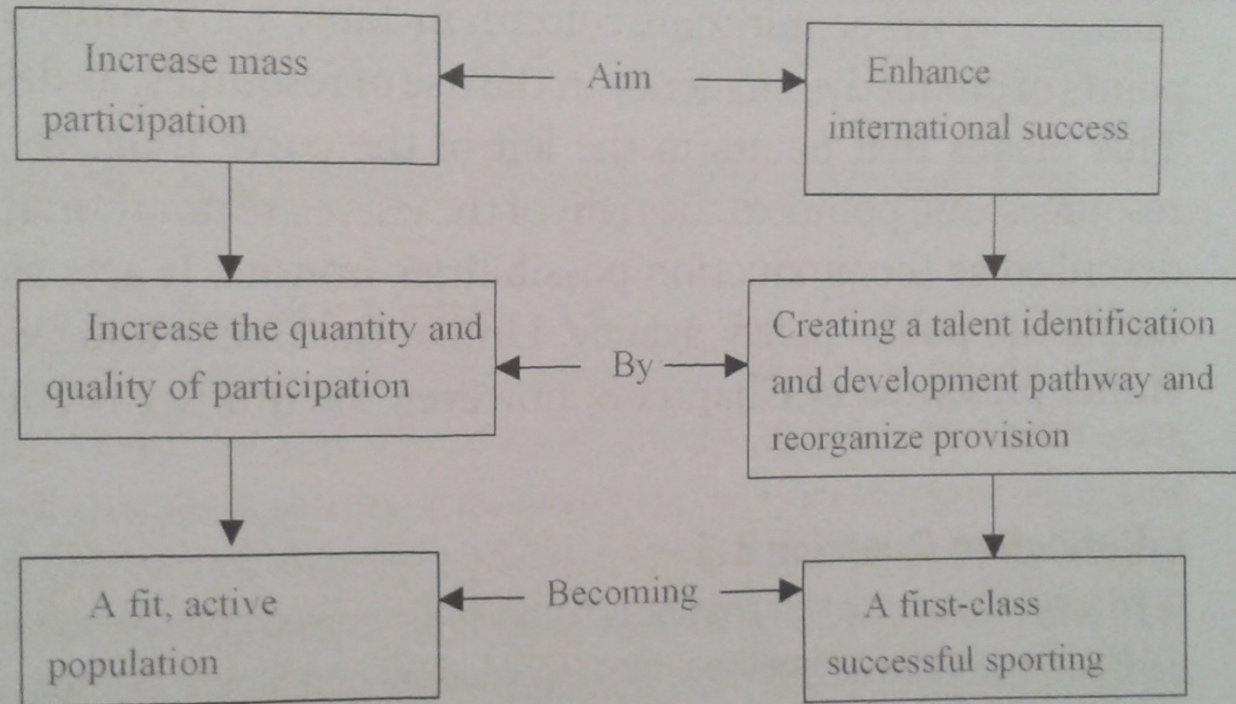 Increase mass
participation
Aim
Enhance
international success
Increase the quantity and
quality of participation
By
Creating a talent identification
and development pathway and
reorganize provision
A fit, active
population
Becoming
A first-class
successful sporting